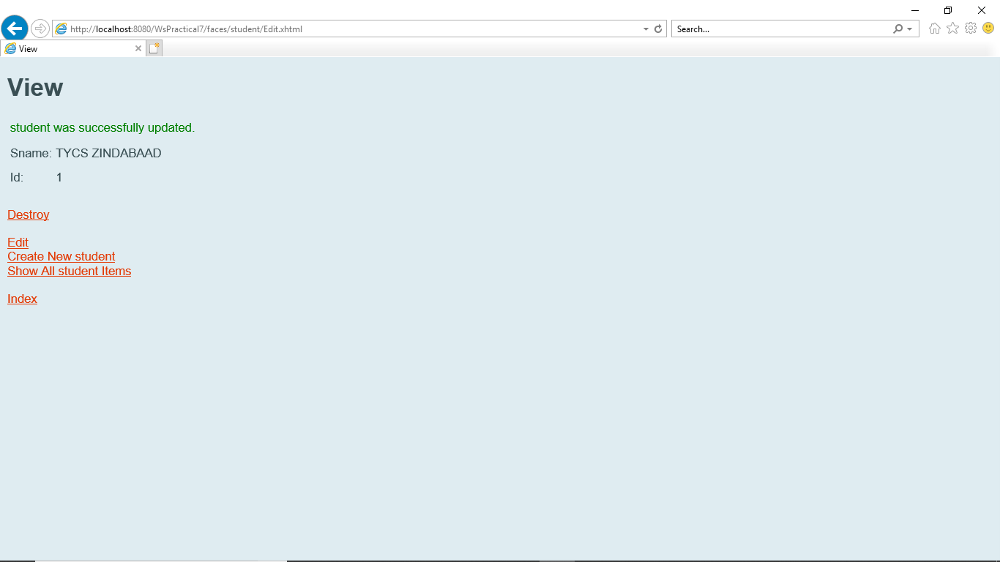 http://localhost:8080/WsPractical7/faces/student/Edit.xhtml
Search...
View
View
student was successfully updated.
Sname: TYCS ZINDABAAD
Id: 1
Destroy
Edit
Create New student
Show All student Items
Index